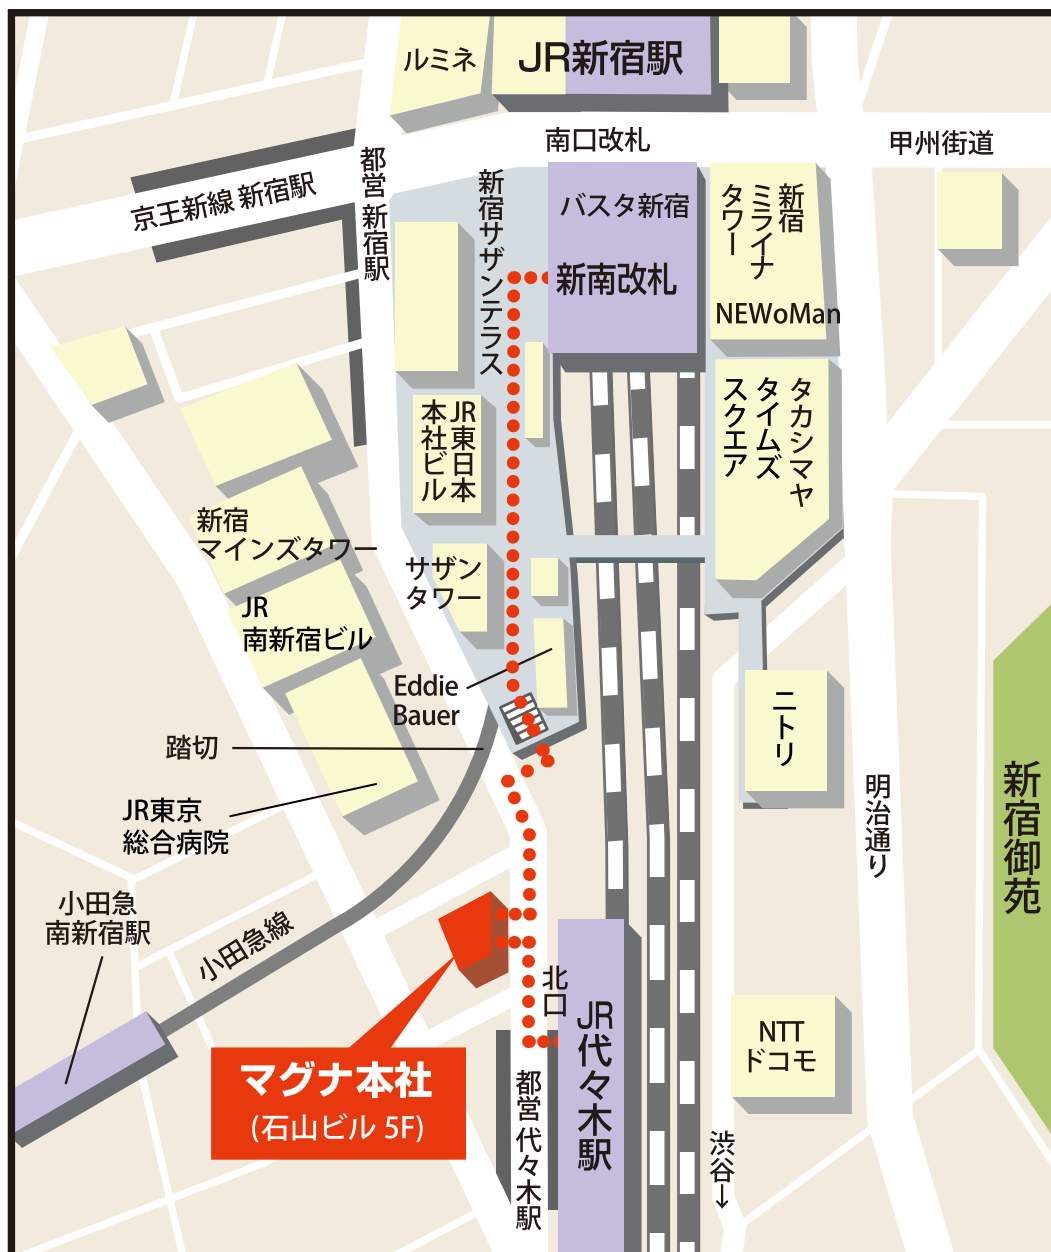 ルミネ
JR新宿駅
南口改札
甲州街道
京王新線 新宿駅
都営 新宿駅
新宿サザンテラス
バスタ新宿
新南改札
新宿
ミライナ
タワー
NEWoMan
JR東日本
本社ビル
タカシマヤ
タイムズ
スクエア
新宿
マインズタワー
サザン
タワー
JR
南新宿ビル
Eddie
Bauer
踏切
JR東京
総合病院
ニトリ
明治通り
新宿御苑
小田急
南新宿駅
小田急線
北口
JR代々木駅
NTT
ドコモ
マグナ本社
(石山ビル 5F)
都営 代々木駅
渋谷→